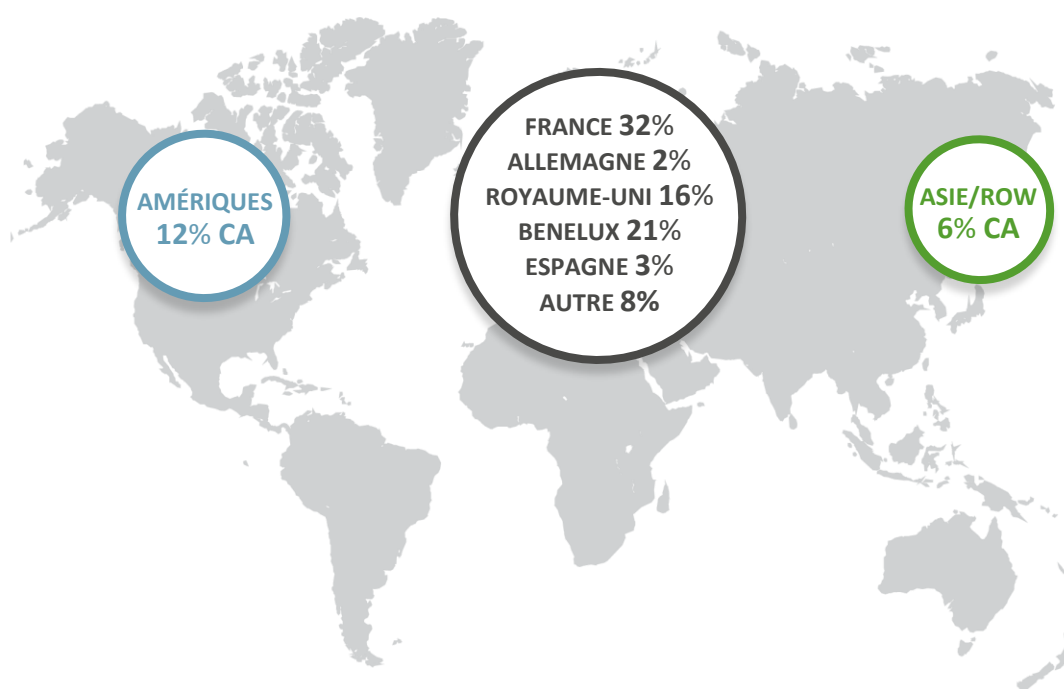 AMÉRIQUES
12% CA
FRANCE 32%
ALLEMAGNE 2%
ROYAUME-UNI 16%
BENELUX 21%
ESPAGNE 3%
AUTRE 8%
ASIE/ROW
6% CA